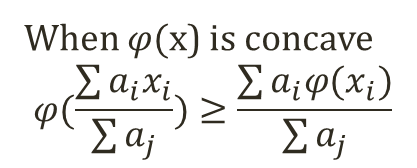 When φ(x) is concave
φ(∑ aᵢxᵢ / ∑ aⱼ) ≥ ∑ aᵢφ(xᵢ) / ∑ aⱼ